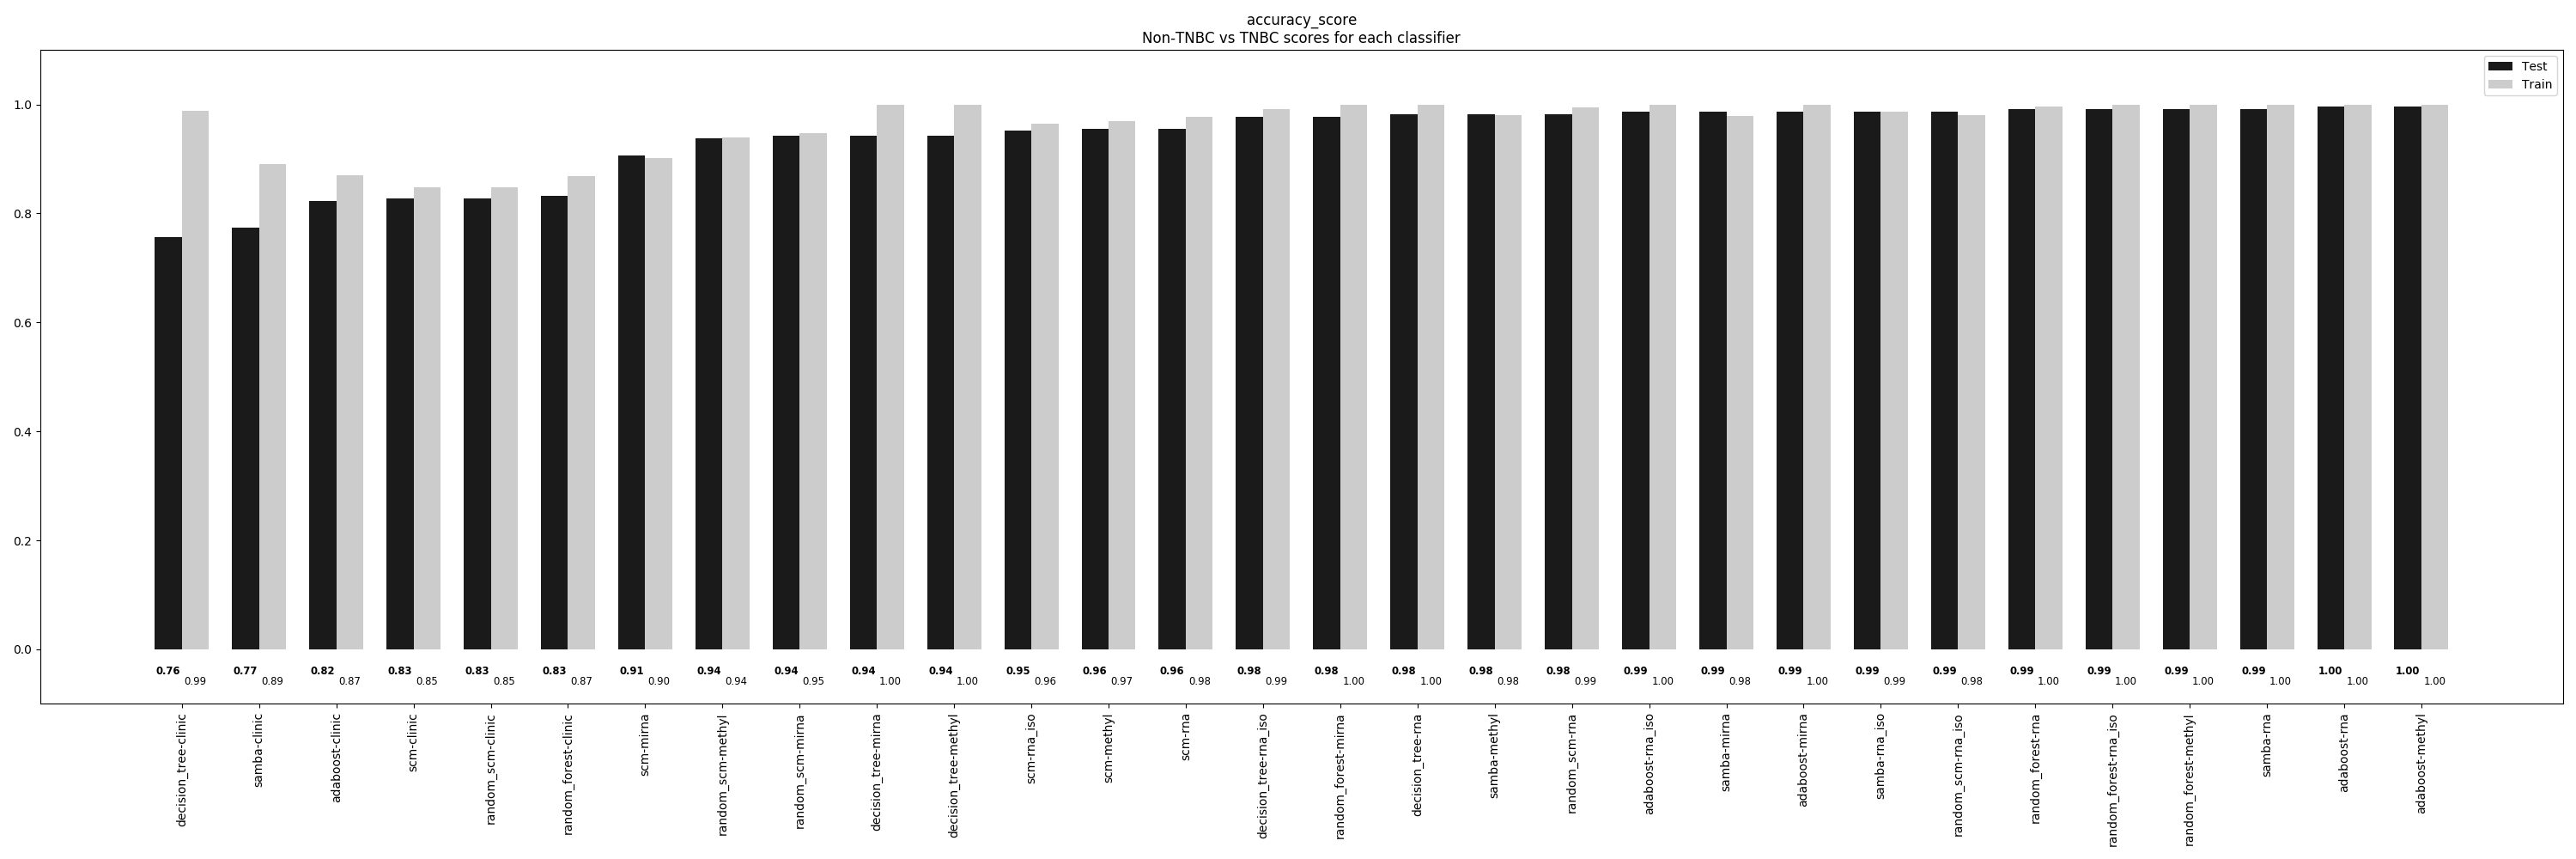 accuracy_score
Non-TNBC vs TNBC scores for each classifier
Test
Train
1.0
0.8
0.6
0.4
0.2
0.0
0.76 0.77 0.82 0.83 0.83 0.83 0.91 0.94 0.94 0.94 0.94 0.95 0.96 0.96 0.98 0.98 0.98 0.98 0.98 0.99 0.99 0.99 0.99 0.99 0.99 0.99 0.99 0.99 1.00 1.00
0.99 0.89 0.87 0.85 0.85 0.87 0.90 0.94 0.95 1.00 1.00 0.96 0.97 0.98 0.99 1.00 1.00 0.98 0.99 1.00 0.98 1.00 0.99 0.98 1.00 1.00 1.00 1.00 1.00 1.00
decision_tree-clinic
samba-clinic
adaboost-clinic
scm-clinic
random_scm-clinic
random_forest-clinic
scm-mirna
random_scm-methyl
random_scm-mirna
decision_tree-mirna
decision_tree-methyl
scm-rna_iso
scm-methyl
scm-rna
decision_tree-rna_iso
random_forest-mirna
decision_tree-rna
samba-methyl
random_scm-rna
adaboost-rna_iso
samba-mirna
adaboost-mirna
samba-rna_iso
random_scm-rna_iso
random_forest-rna
random_forest-rna_iso
random_forest-methyl
samba-rna
adaboost-rna
adaboost-methyl